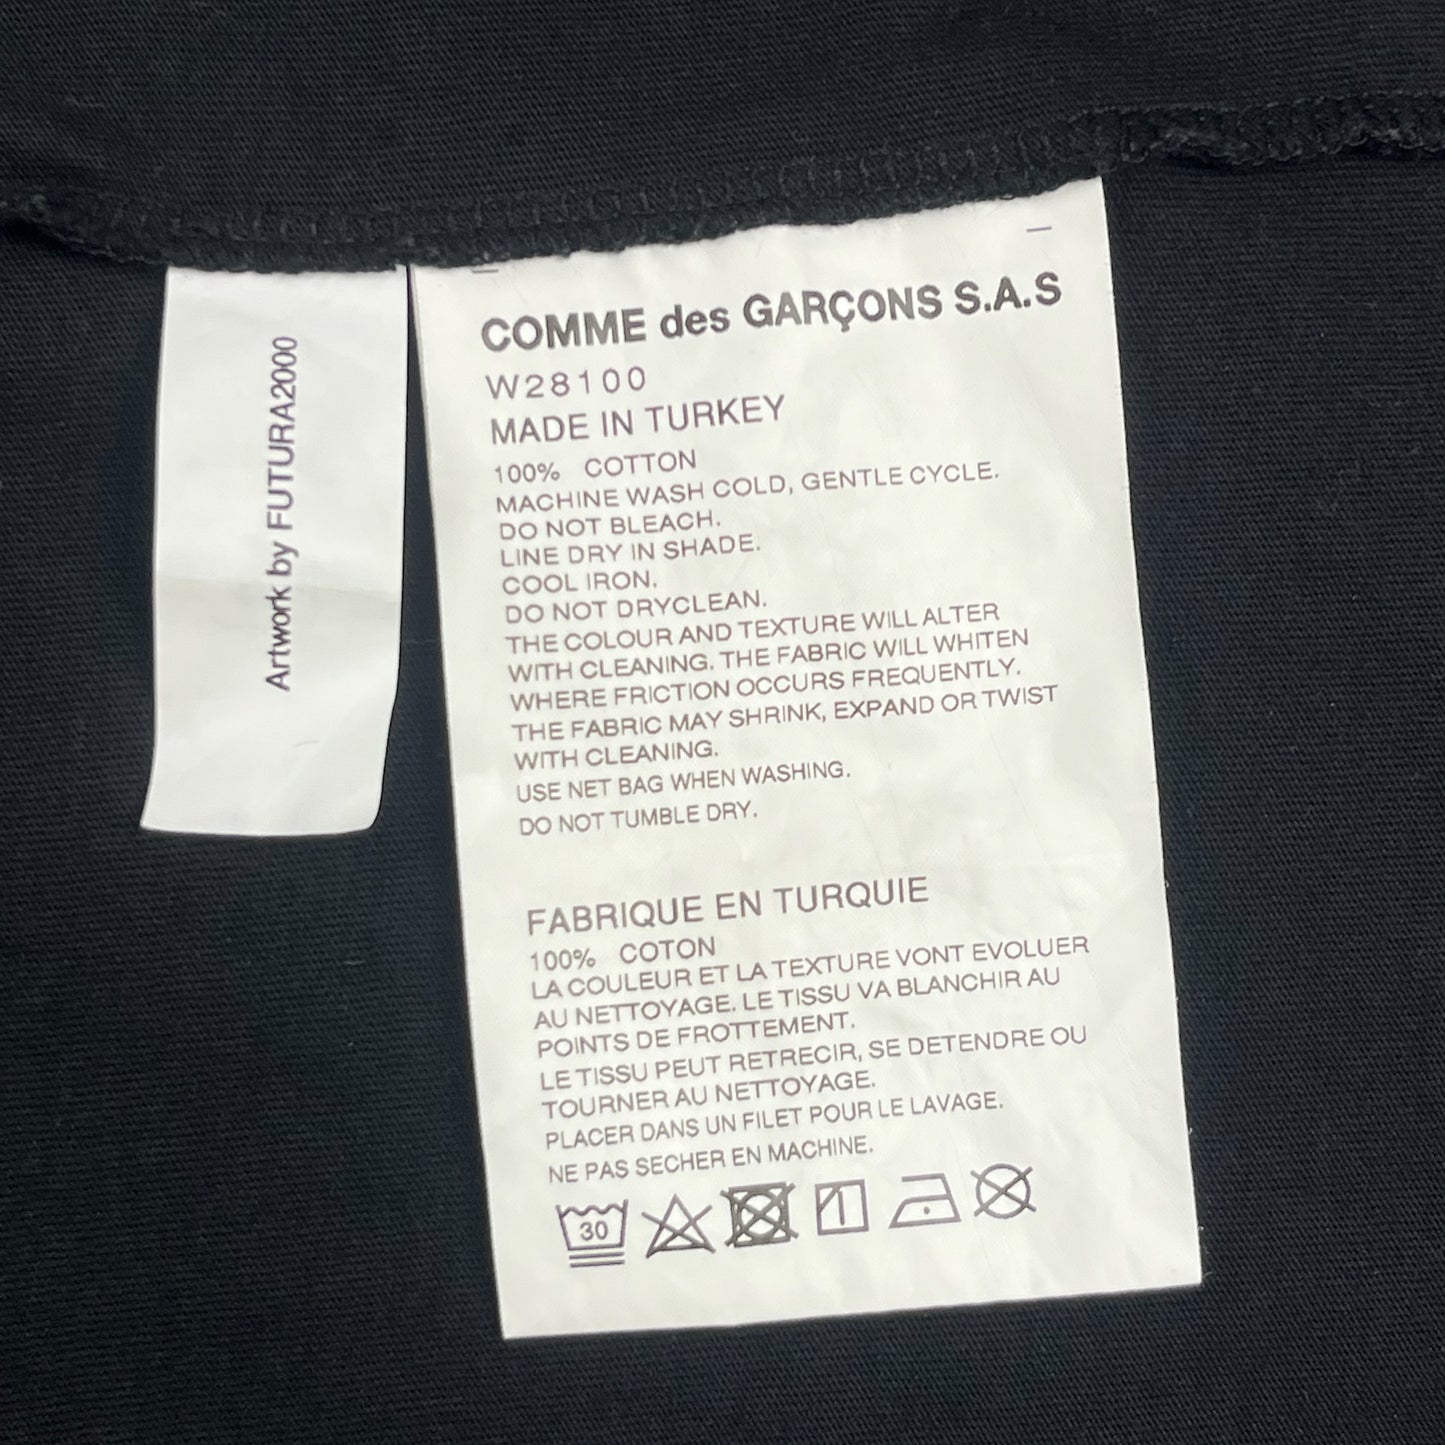 Artwork by FUTURA2000
COMME des GARÇONS S.A.S
W28100
MADE IN TURKEY
100% COTTON
MACHINE WASH COLD, GENTLE CYCLE.
DO NOT BLEACH.
LINE DRY IN SHADE.
COOL IRON.
DO NOT DRYCLEAN.
THE COLOUR AND TEXTURE WILL ALTER
WITH CLEANING. THE FABRIC WILL WHITEN
WHERE FRICTION OCCURS FREQUENTLY.
THE FABRIC MAY SHRINK, EXPAND OR TWIST
WITH CLEANING.
USE NET BAG WHEN WASHING.
DO NOT TUMBLE DRY.
FABRIQUE EN TURQUIE
100% COTON
LA COULEUR ET LA TEXTURE VONT EVOLUER
AU NETTOYAGE. LE TISSU VA BLANCHIR AU
POINTS DE FROTTEMENT.
LE TISSU PEUT RETRECIR, SE DETENDRE OU
TOURNER AU NETTOYAGE.
PLACER DANS UN FILET POUR LE LAVAGE.
NE PAS SECHER EN MACHINE.
30